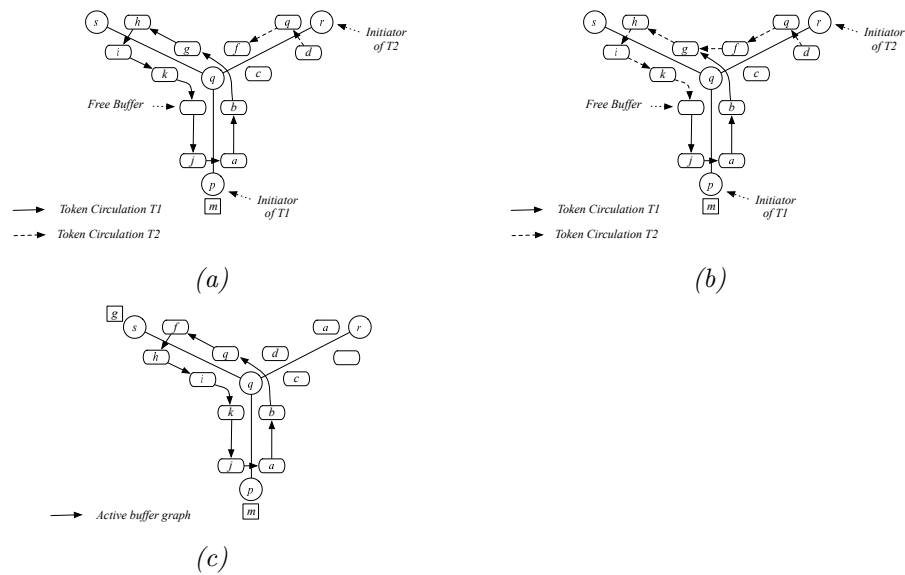 s h q r
g f d
i
Initiator
of T2
k q c
Free Buffer b
j a
p
Initiator
of T1
m
Token Circulation T1
Token Circulation T2
(a)
s h q r
g f d
i
Initiator
of T2
k q c
Free Buffer b
j a
p
Initiator
of T1
m
Token Circulation T1
Token Circulation T2
(b)
g
s f a r
h q d
i q c
k b
j a
p
m
Active buffer graph
(c)